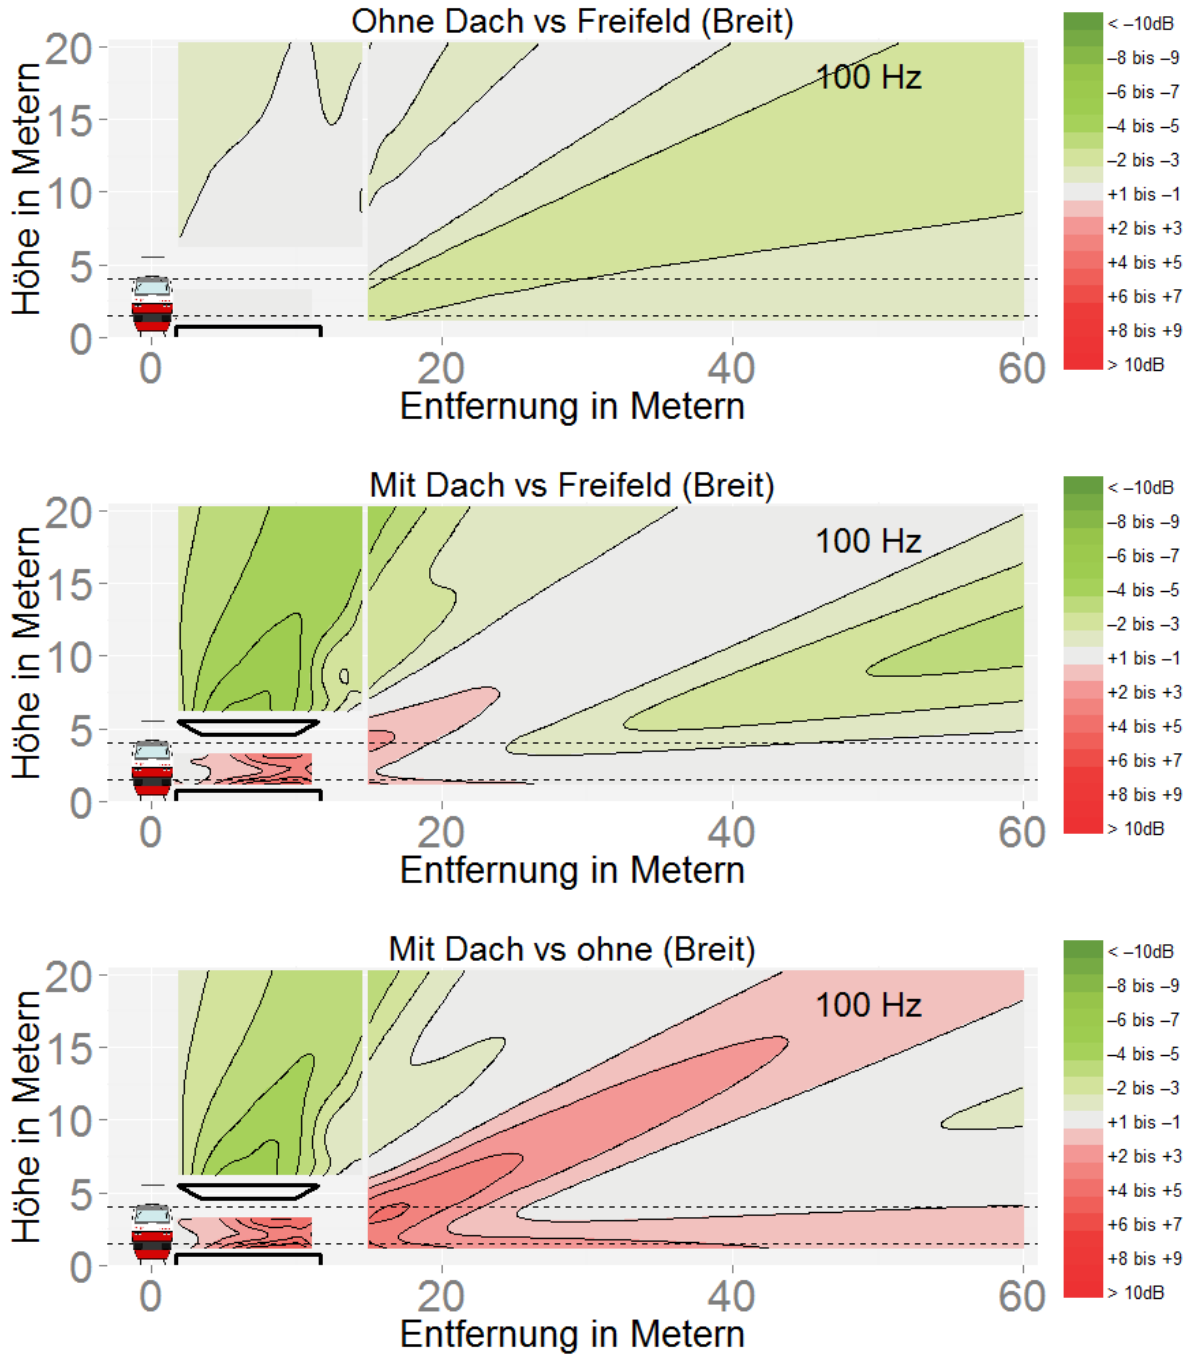 Ohne Dach vs Freifeld (Breit)
100 Hz
Höhe in Metern
20
15
10
5
0
0 20 40 60
Entfernung in Metern
< –10dB
–8 bis –9
–6 bis –7
–4 bis –5
–2 bis –3
+1 bis –1
+2 bis +3
+4 bis +5
+6 bis +7
+8 bis +9
> 10dB
Mit Dach vs Freifeld (Breit)
100 Hz
Höhe in Metern
20
15
10
5
0
0 20 40 60
Entfernung in Metern
< –10dB
–8 bis –9
–6 bis –7
–4 bis –5
–2 bis –3
+1 bis –1
+2 bis +3
+4 bis +5
+6 bis +7
+8 bis +9
> 10dB
Mit Dach vs ohne (Breit)
100 Hz
Höhe in Metern
20
15
10
5
0
0 20 40 60
Entfernung in Metern
< –10dB
–8 bis –9
–6 bis –7
–4 bis –5
–2 bis –3
+1 bis –1
+2 bis +3
+4 bis +5
+6 bis +7
+8 bis +9
> 10dB